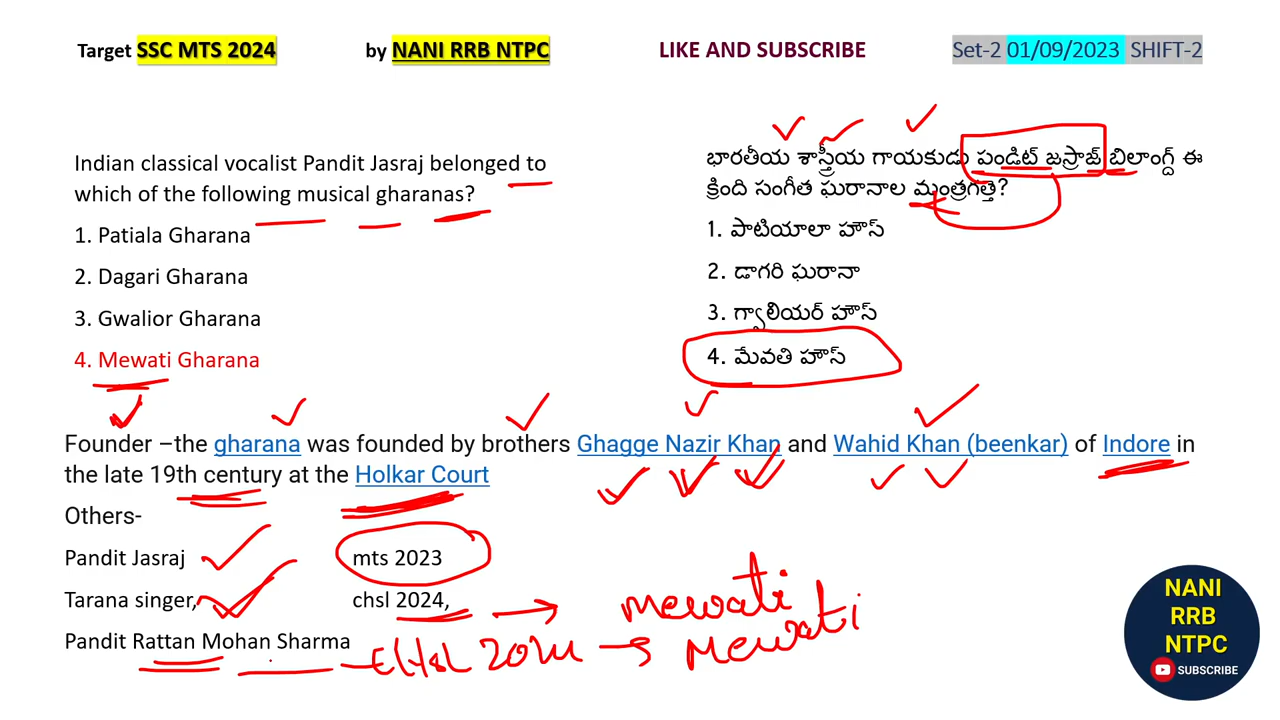 Target SSC MTS 2024 by NANI RRB NTPC LIKE AND SUBSCRIBE Set-2 01/09/2023 SHIFT-2
Indian classical vocalist Pandit Jasraj belonged to
which of the following musical gharanas?
1. Patiala Gharana
2. Dagari Gharana
3. Gwalior Gharana
4. Mewati Gharana
భారతీయ శాస్త్రీయ గాయకుడు పండిట్ జస్రాజ్ బిలాంగ్డ్ ఈ
క్రింది సంగీత ఘరానాల మంత్రగత్తె?
1. పాటియాలా హౌస్
2. డాగరి ఘరానా
3. గ్వాలియర్ హౌస్
4. మేవతి హౌస్
Founder –the gharana was founded by brothers Ghagge Nazir Khan and Wahid Khan (beenkar) of Indore in
the late 19th century at the Holkar Court
Others-
Pandit Jasraj mts 2023
Tarana singer, chsl 2024, mewati
Pandit Rattan Mohan Sharma Mewati
NANI
RRB
NTPC
SUBSCRIBE